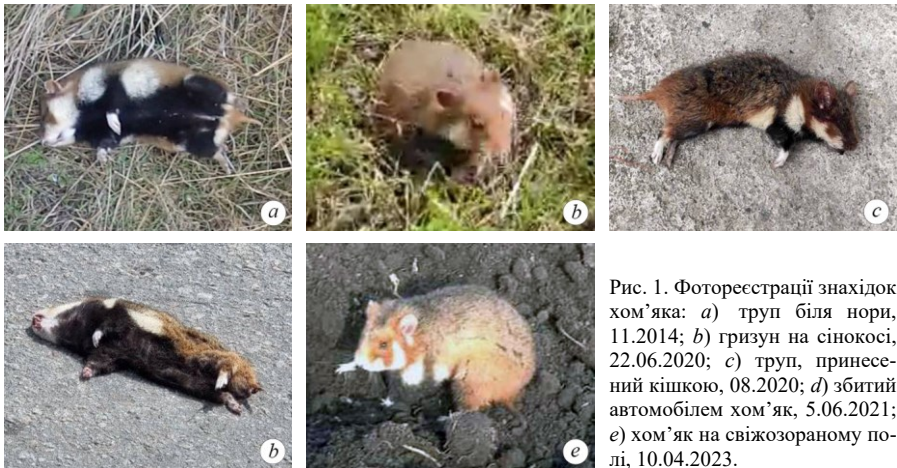 a
b
c
b
e
Рис. 1. Фотореєстрації знахідок
хом’яка: a) труп біля нори,
11.2014; b) гризун на сінокосі,
22.06.2020; c) труп, принесе-
ний кішкою, 08.2020; d) збитий
автомобілем хом’як, 5.06.2021;
e) хом’як на свіжозораному по-
лі, 10.04.2023.